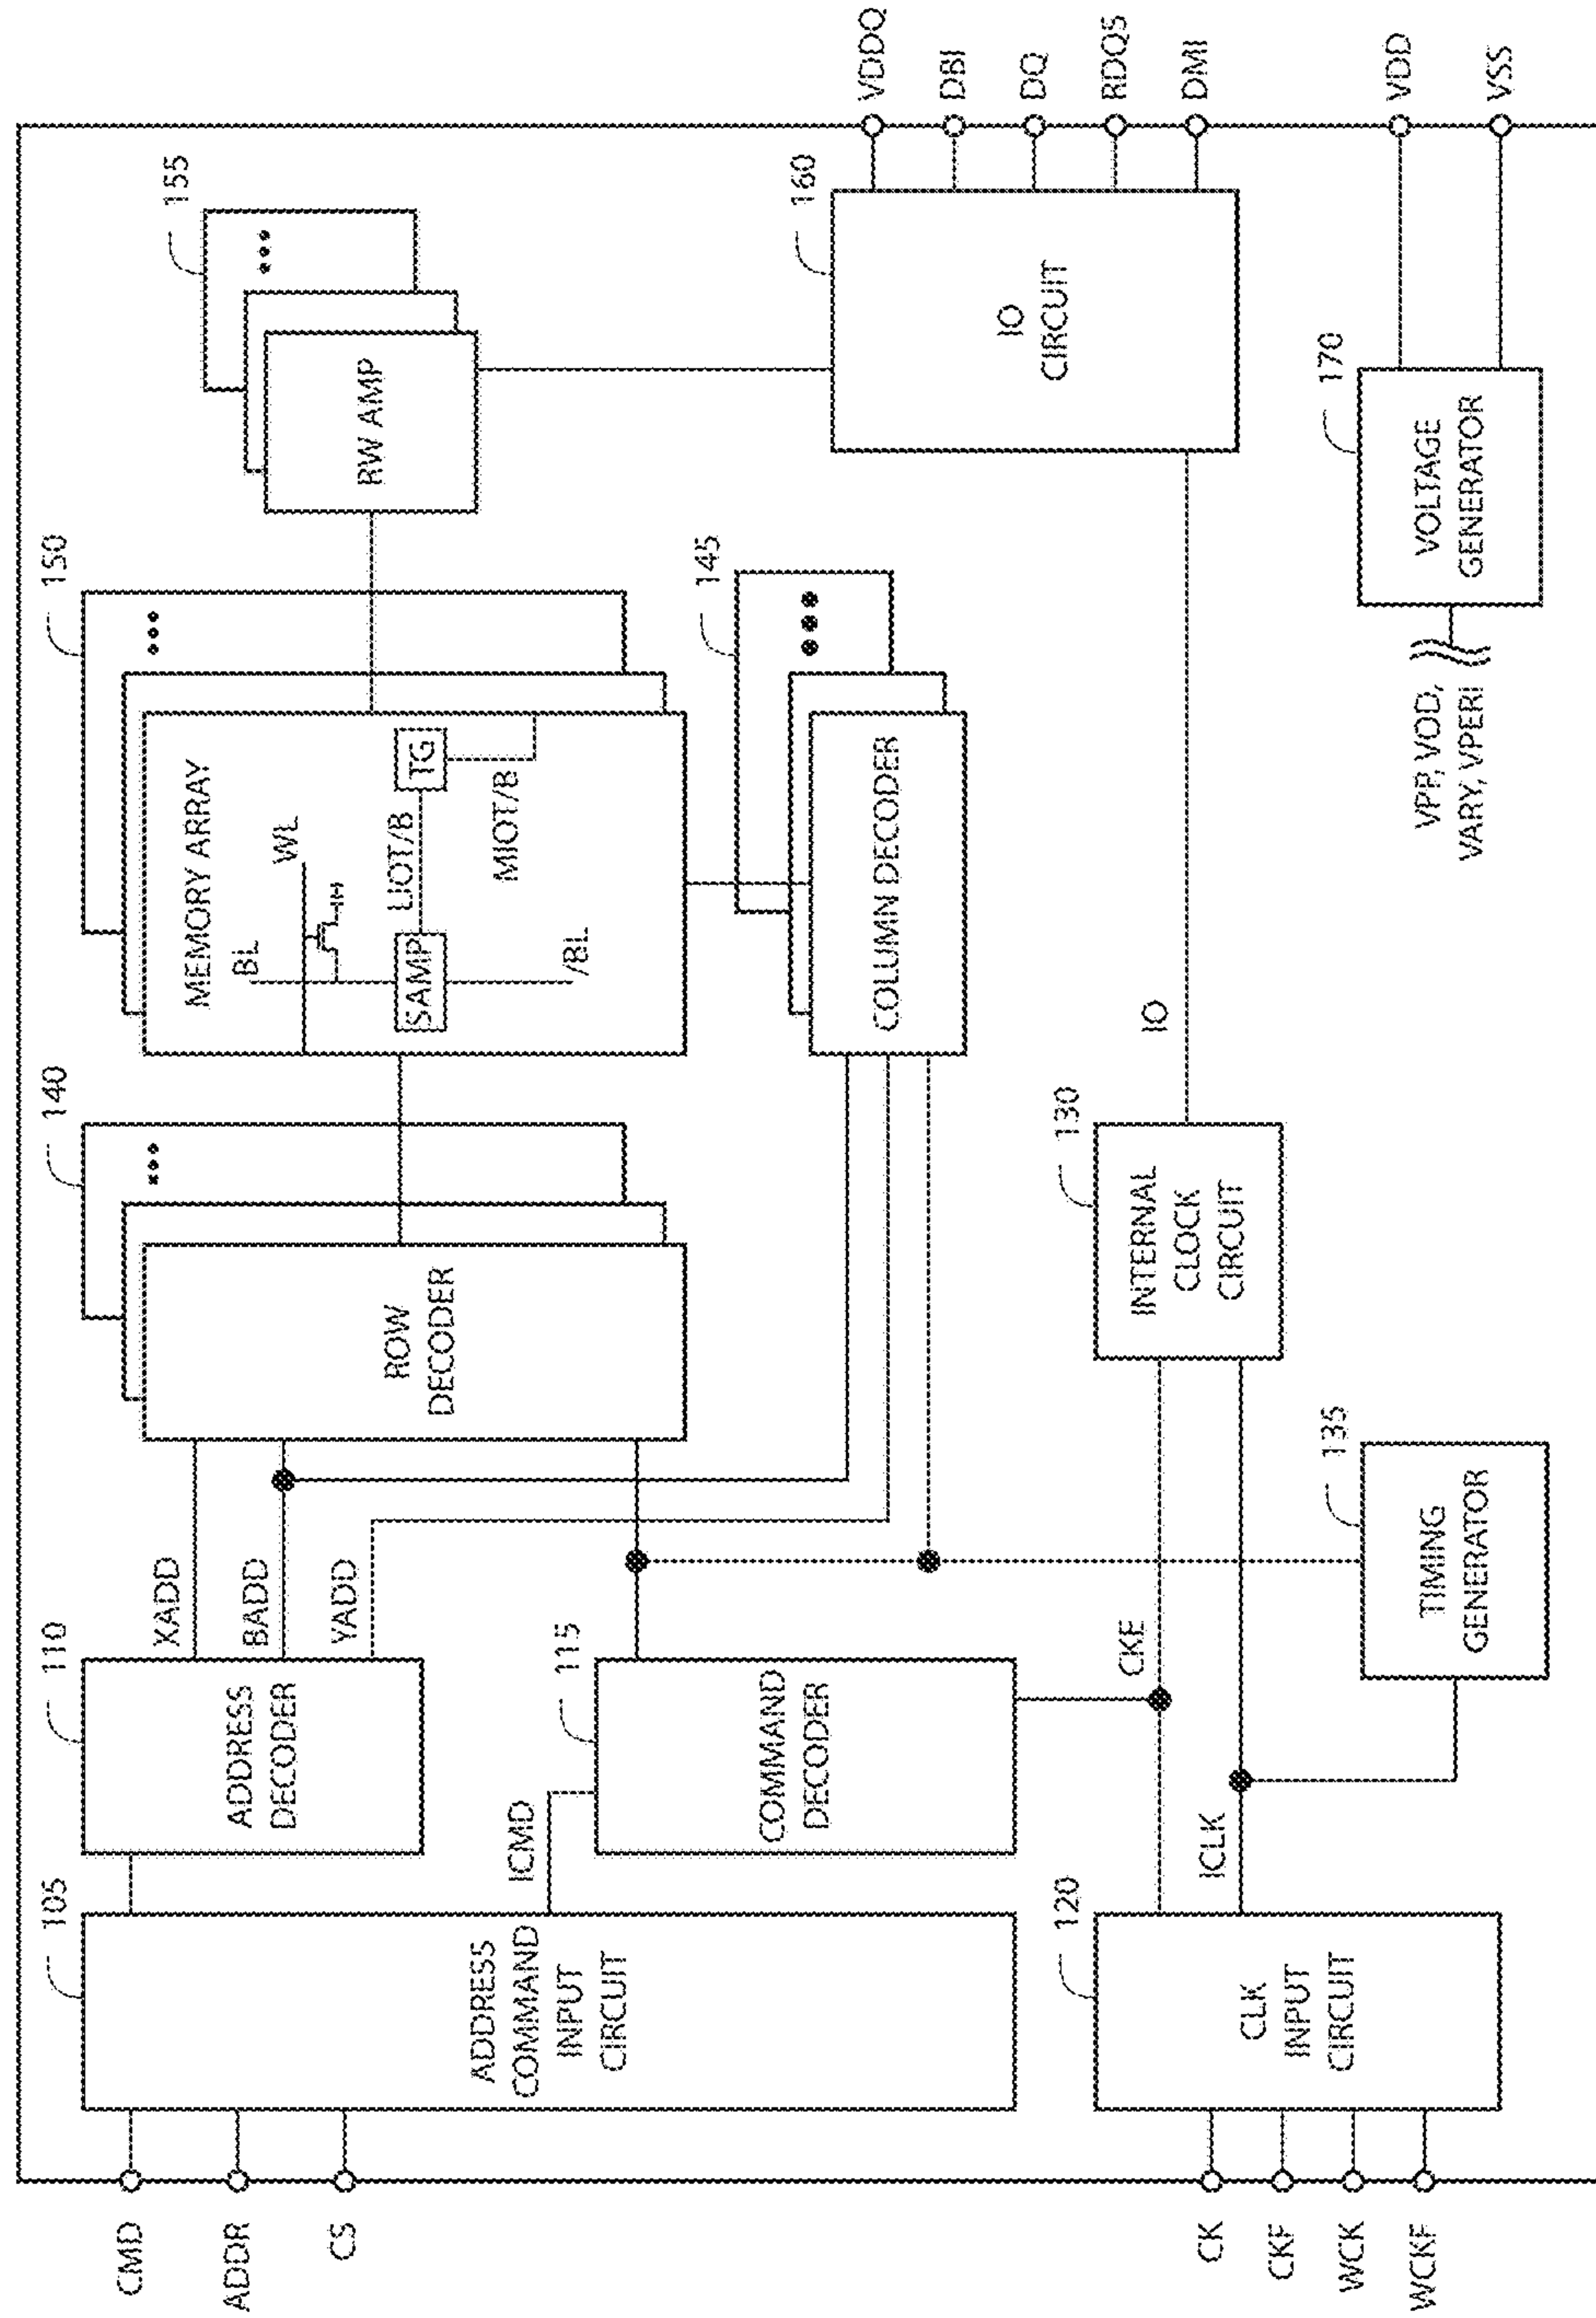 CMD
ADDR
CS
CK
CKF
WCK
WCKF
105
ADDRESS
COMMAND
INPUT
CIRCUIT
120
CLK
INPUT
CIRCUIT
110
ADDRESS
DECODER
ICMD
115
COMMAND
DECODER
ICLK
CKE
XADD
BADD
YADD
135
TIMING
GENERATOR
140
ROW
DECODER
130
INTERNAL
CLOCK
CIRCUIT
IO
150
MEMORY ARRAY
BL
WL
SAMP
LIOT/B
TG
MIOT/B
/BL
145
COLUMN DECODER
155
RW AMP
160
IO
CIRCUIT
170
VOLTAGE
GENERATOR
VPP, VOD,
VARY, VPERI
VDDQ
DBI
DQ
RDQS
DMI
VDD
VSS